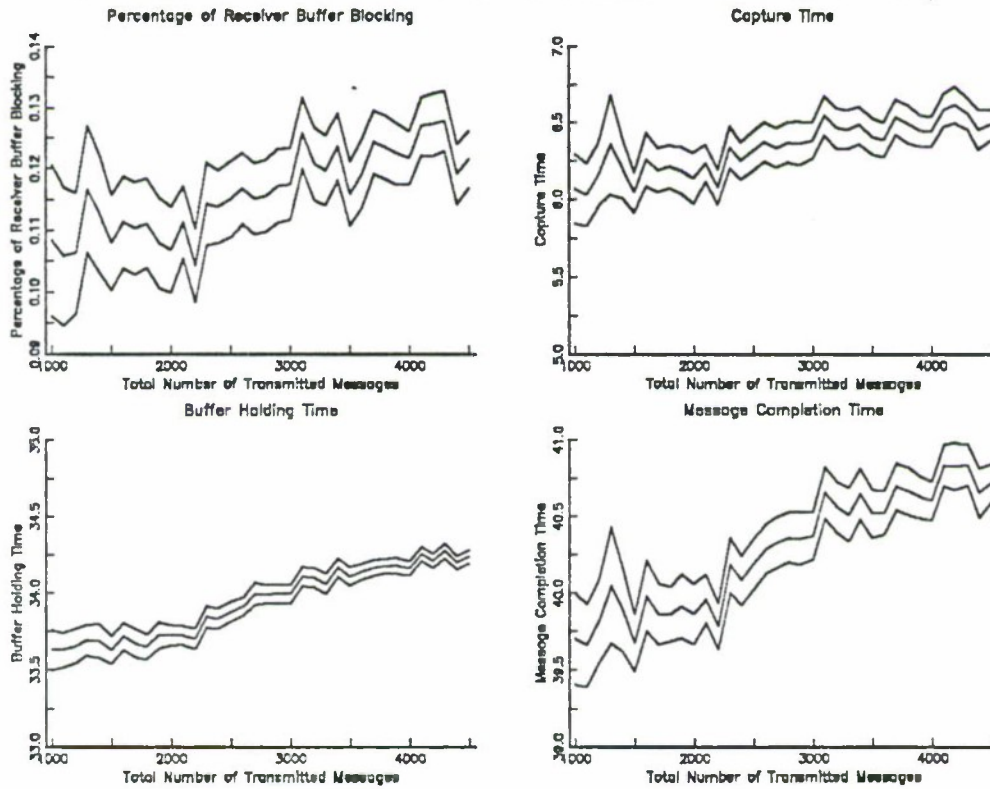 Percentage of Receiver Buffer Blocking
Percentage of Receiver Buffer Blocking
0.14
0.13
0.12
0.11
0.10
0.09
1000 2000 3000 4000
Total Number of Transmitted Messages
Capture Time
Capture Time
7.0
6.5
6.0
5.5
5.0
1000 2000 3000 4000
Total Number of Transmitted Messages
Buffer Holding Time
Buffer Holding Time
35.0
34.5
34.0
33.5
33.0
1000 2000 3000 4000
Total Number of Transmitted Messages
Message Completion Time
Message Completion Time
41.0
40.5
40.0
39.5
39.0
1000 2000 3000 4000
Total Number of Transmitted Messages